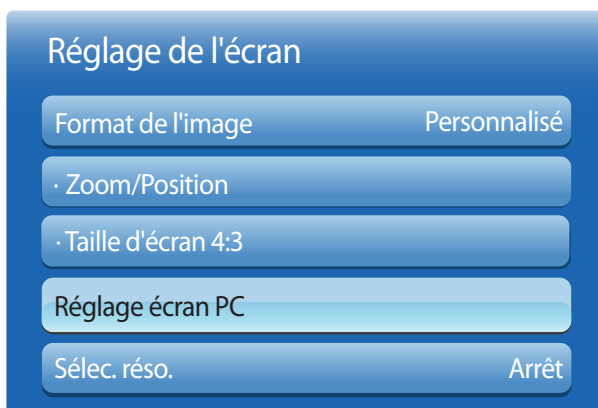 Réglage de l'écran
Format de l'image Personnalisé
· Zoom/Position
· Taille d'écran 4:3
Réglage écran PC
Sélec. réso. Arrêt